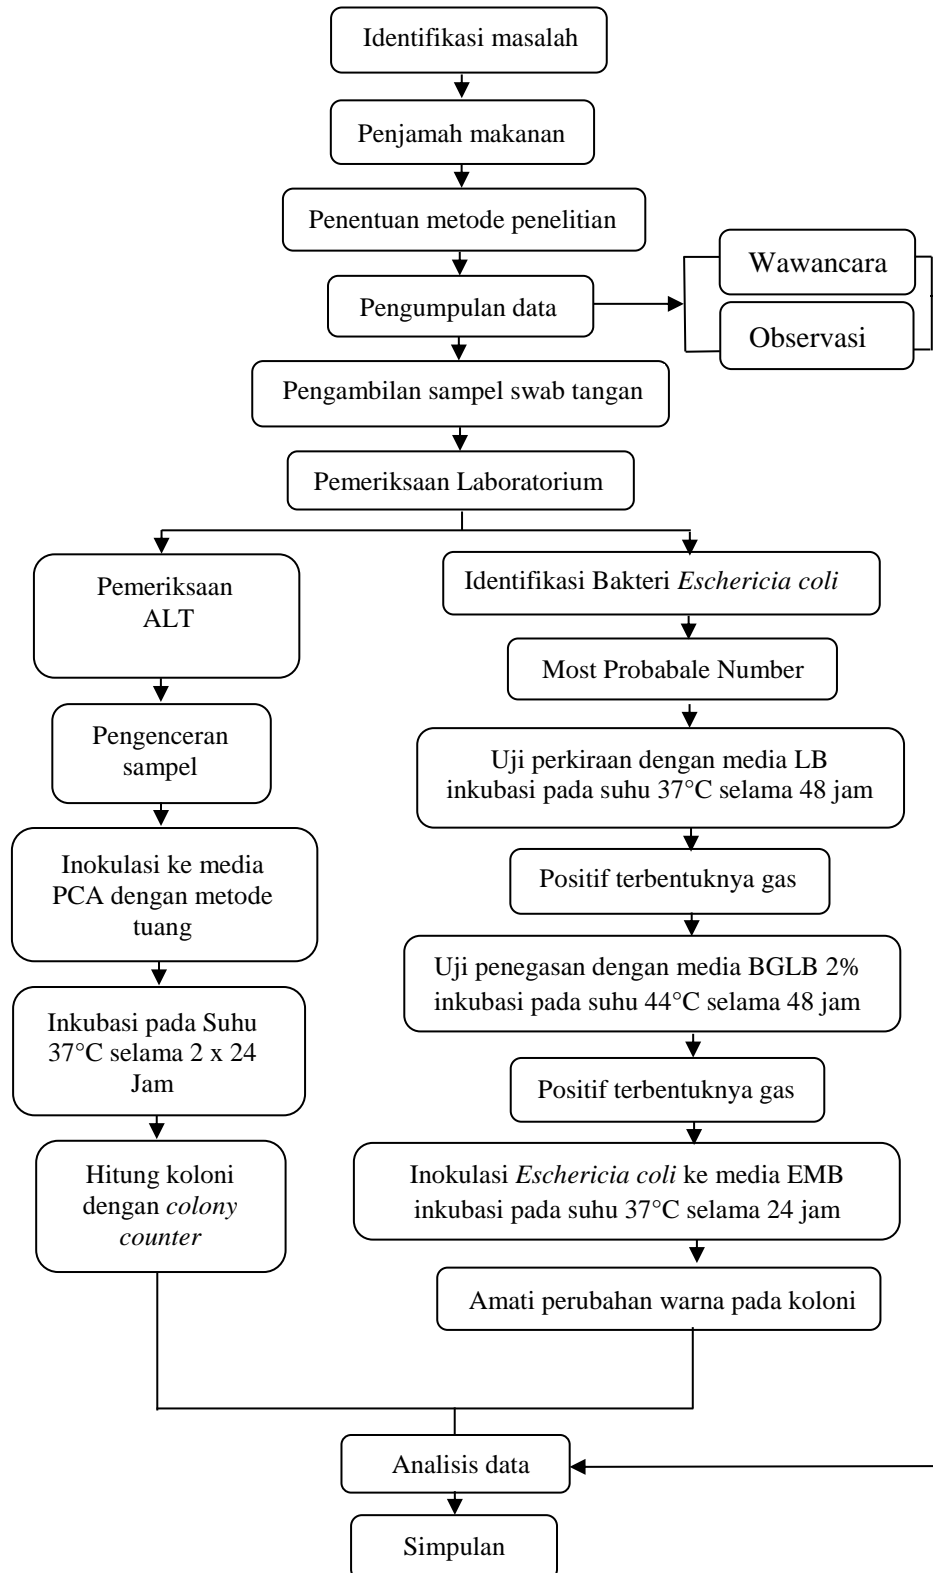 Identifikasi masalah
Penjamah makanan
Penentuan metode penelitian
Pengumpulan data
Wawancara
Observasi
Pengambilan sampel swab tangan
Pemeriksaan Laboratorium
Pemeriksaan
ALT
Pengenceran
sampel
Inokulasi ke media
PCA dengan metode
tuang
Inkubasi pada Suhu
37°C selama 2 x 24
Jam
Hitung koloni
dengan colony
counter
Identifikasi Bakteri Eschericia coli
Most Probabale Number
Uji perkiraan dengan media LB
inkubasi pada suhu 37°C selama 48 jam
Positif terbentuknya gas
Uji penegasan dengan media BGLB 2%
inkubasi pada suhu 44°C selama 48 jam
Positif terbentuknya gas
Inokulasi Eschericia coli ke media EMB
inkubasi pada suhu 37°C selama 24 jam
Amati perubahan warna pada koloni
Analisis data
Simpulan